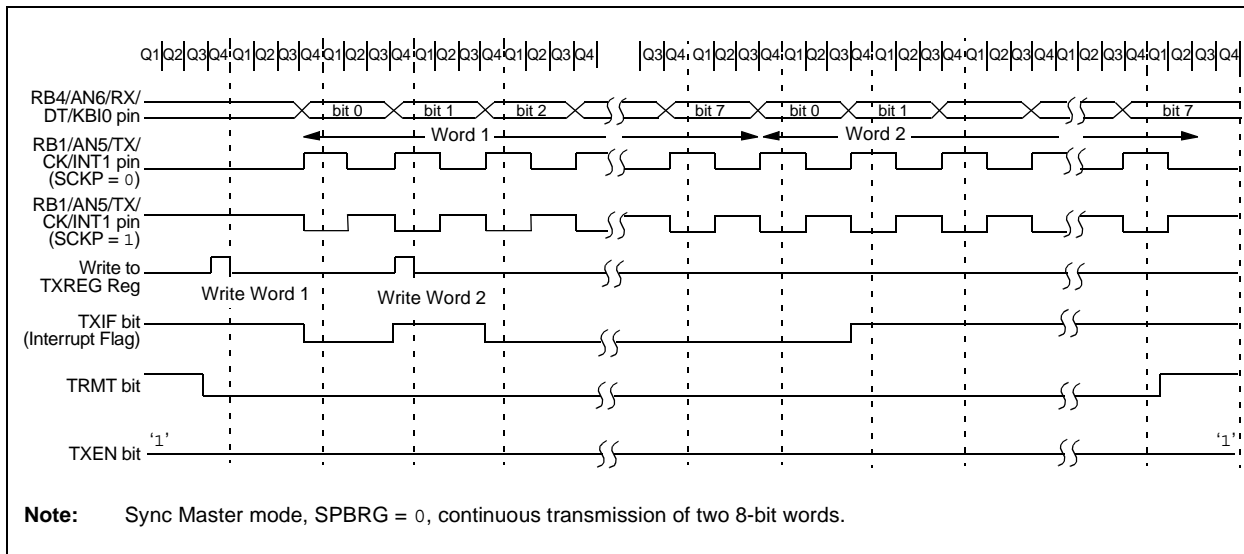 Q1 Q2 Q3 Q4 Q1 Q2 Q3 Q4 Q1 Q2 Q3 Q4 Q1 Q2 Q3 Q4 Q1 Q2 Q3 Q4 Q3 Q4 Q1 Q2 Q3 Q4 Q1 Q2 Q3 Q4 Q1 Q2 Q3 Q4 Q1 Q2 Q3 Q4 Q1 Q2 Q3 Q4 Q1 Q2 Q3 Q4
RB4/AN6/RX/
DT/KBI0 pin
bit 0 bit 1 bit 2 bit 7 bit 0 bit 1 bit 7
Word 1 Word 2
RB1/AN5/TX/
CK/INT1 pin
(SCKP = 0)
RB1/AN5/TX/
CK/INT1 pin
(SCKP = 1)
Write to
TXREG Reg
Write Word 1 Write Word 2
TXIF bit
(Interrupt Flag)
TRMT bit
‘1’ ‘1’
TXEN bit
Note: Sync Master mode, SPBRG = 0, continuous transmission of two 8-bit words.